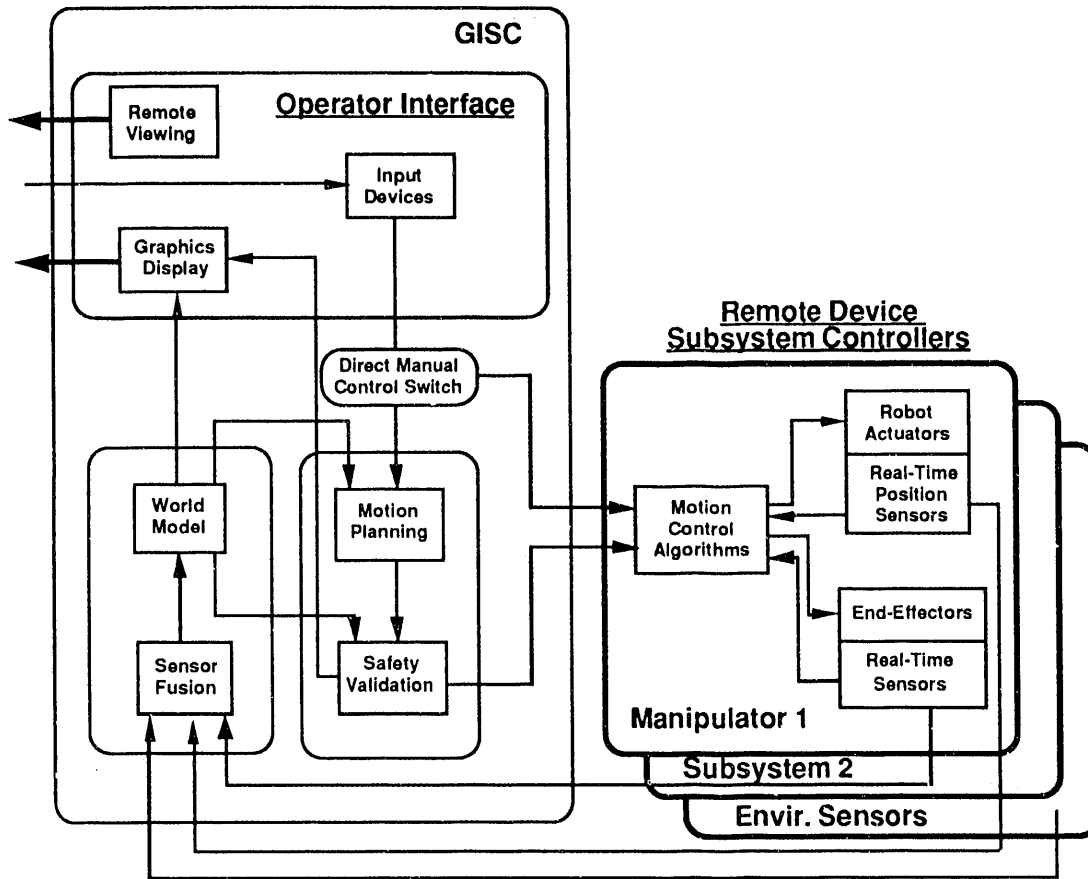 GISC
Operator Interface
Remote
Viewing
Input
Devices
Graphics
Display
Direct Manual
Control Switch
World
Model
Motion
Planning
Sensor
Fusion
Safety
Validation
Remote Device
Subsystem Controllers
Robot
Actuators
Real-Time
Position
Sensors
Motion
Control
Algorithms
End-Effectors
Real-Time
Sensors
Manipulator 1
Subsystem 2
Envir. Sensors